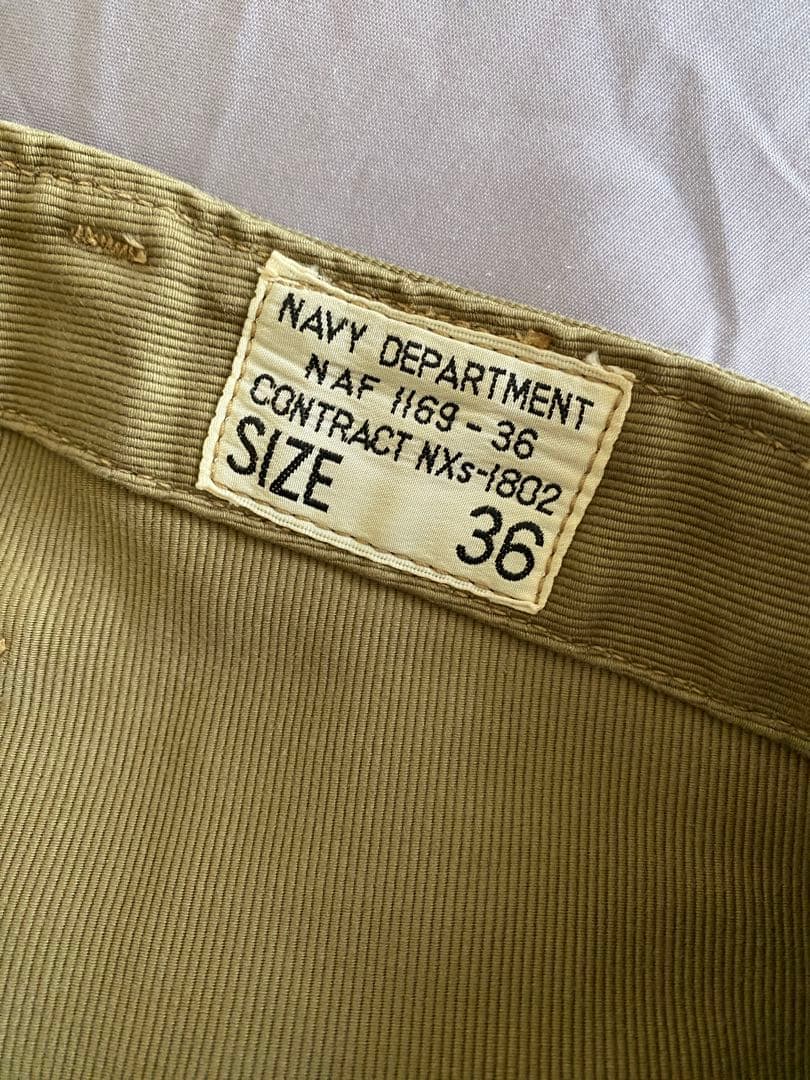 NAVY DEPARTMENT
NAF 1169-36
CONTRACT NXs-1802
SIZE 36